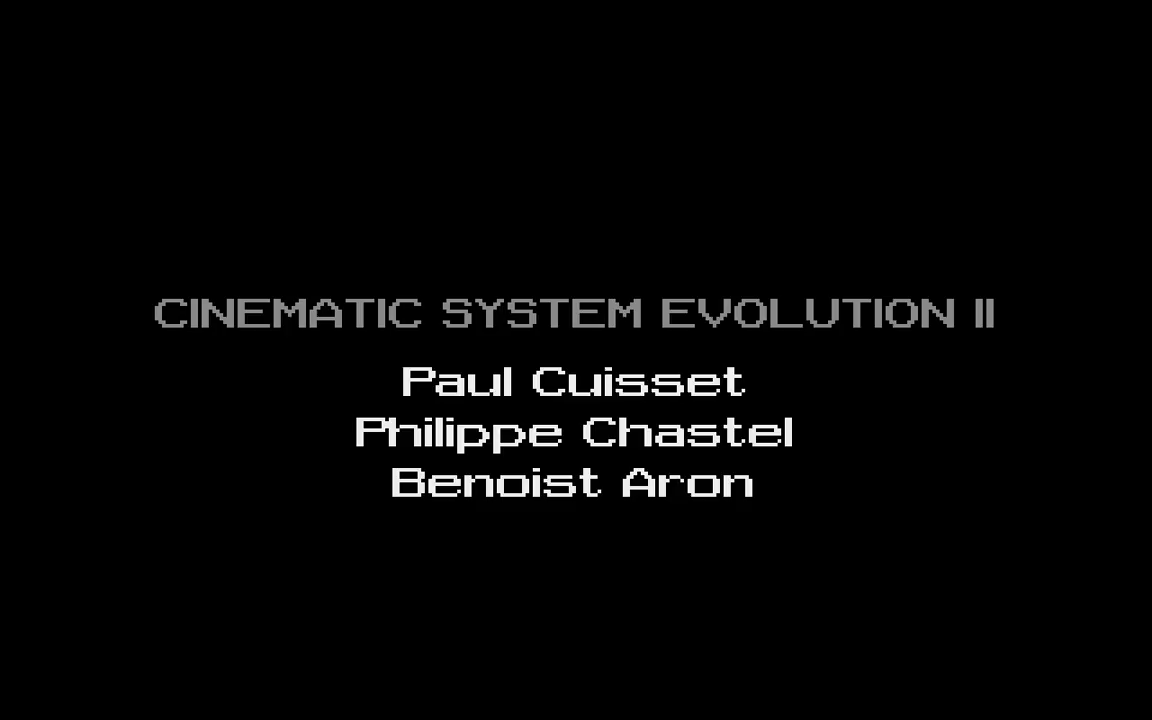 CINEMATIC SYSTEM EVOLUTION II
Paul Cuisset
Philippe Chastel
Benoist Aron